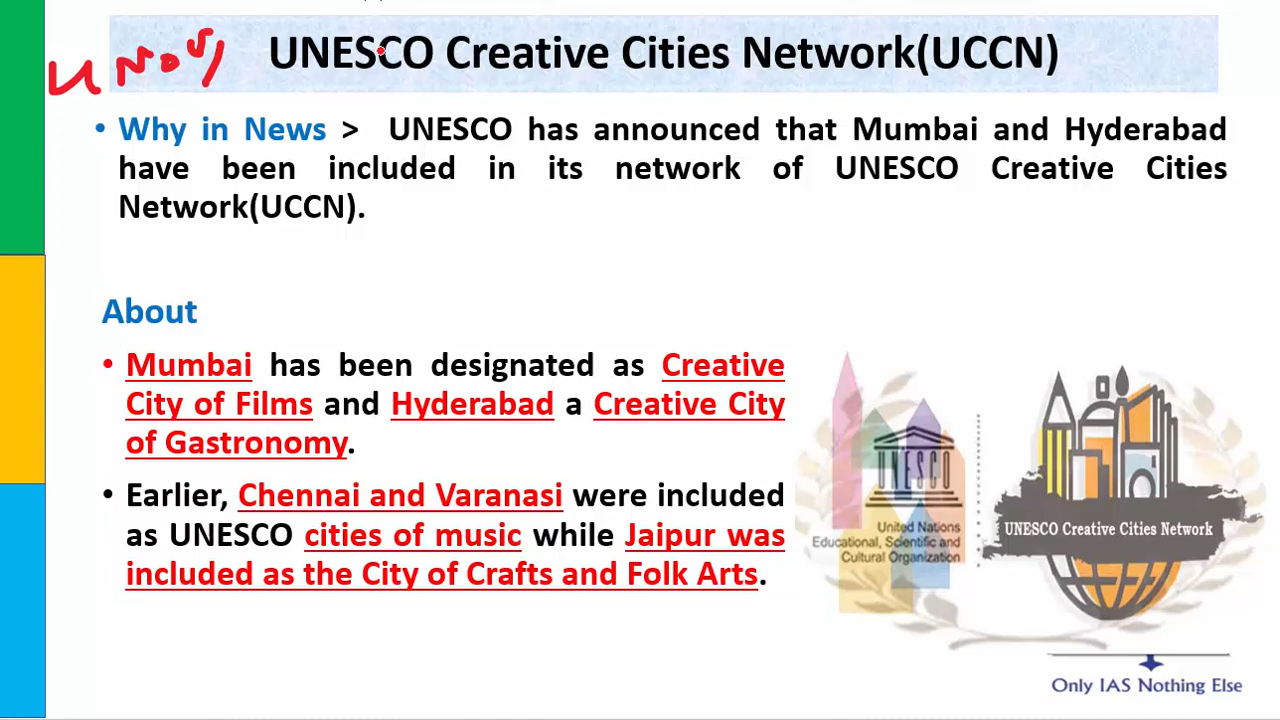 UNESCO Creative Cities Network(UCCN)
• Why in News > UNESCO has announced that Mumbai and Hyderabad
have been included in its network of UNESCO Creative Cities
Network(UCCN).
About
• Mumbai has been designated as Creative
City of Films and Hyderabad a Creative City
of Gastronomy.
• Earlier, Chennai and Varanasi were included
as UNESCO cities of music while Jaipur was
included as the City of Crafts and Folk Arts.
UNESCO
United Nations
Educational, Scientific and
Cultural Organization
UNESCO Creative Cities Network
Only IAS Nothing Else